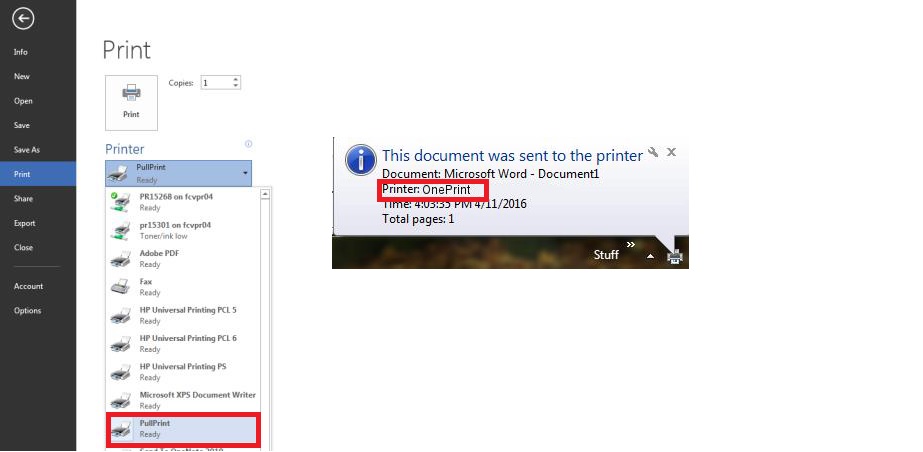 Info
New
Open
Save
Save As
Print
Share
Export
Close
Account
Options
Print
Print
Copies: 1
Printer
PullPrint
Ready
PR15268 on fcvpr04
Ready
pr15301 on fcvpr04
Toner/ink low
Adobe PDF
Ready
Fax
Ready
HP Universal Printing PCL 5
Ready
HP Universal Printing PCL 6
Ready
HP Universal Printing PS
Ready
Microsoft XPS Document Writer
Ready
PullPrint
Ready
Send To OneNote 2010
This document was sent to the printer
Document: Microsoft Word - Document1
Printer: OnePrint
Time: 4:03:35 PM 4/11/2016
Total pages: 1
Stuff